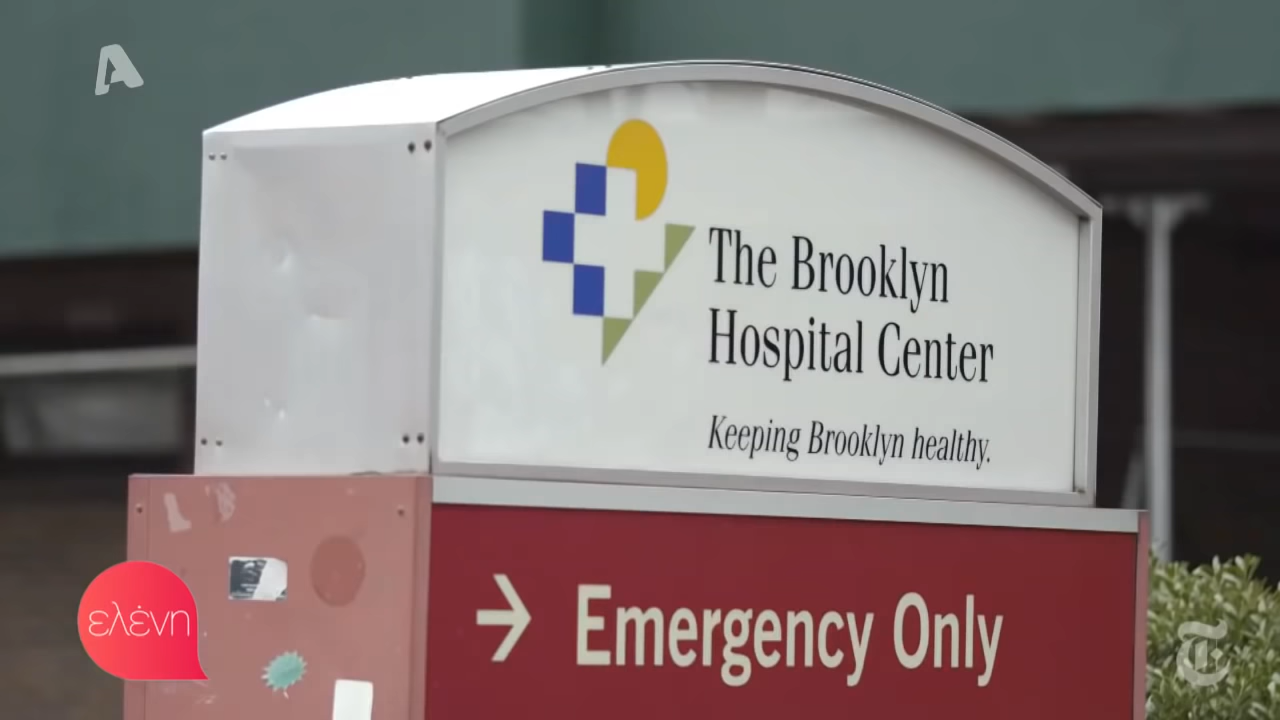 The Brooklyn
Hospital Center
Keeping Brooklyn healthy.
→ Emergency Only
ελένη